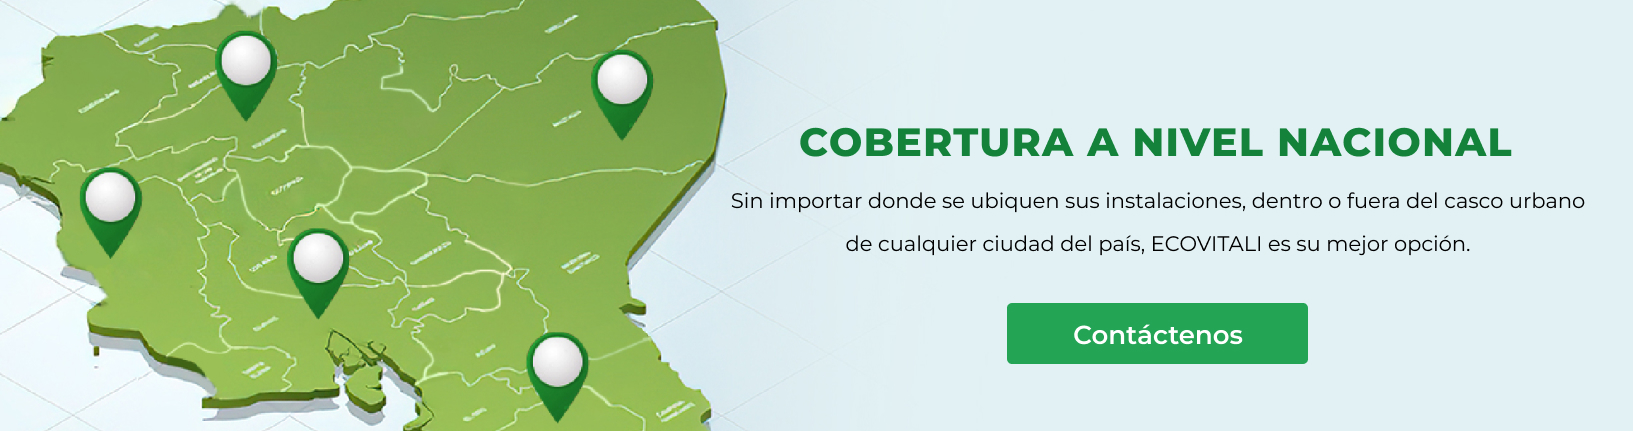 COBERTURA A NIVEL NACIONAL
Sin importar donde se ubiquen sus instalaciones, dentro o fuera del casco urbano
de cualquier ciudad del país, ECOVITALI es su mejor opción.
Contáctenos